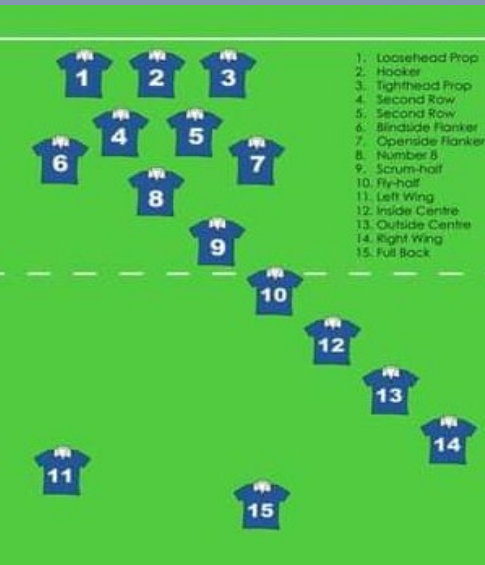 1 2 3
4 5
6 7
8
9
10
12
13
14
11
15
1. Loosehead Prop
2. Hooker
3. Tighthead Prop
4. Second Row
5. Second Row
6. Blindside Flanker
7. Openside Flanker
8. Number 8
9. Scrum-half
10. Fly-half
11. Left Wing
12. Inside Centre
13. Outside Centre
14. Right Wing
15. Full Back